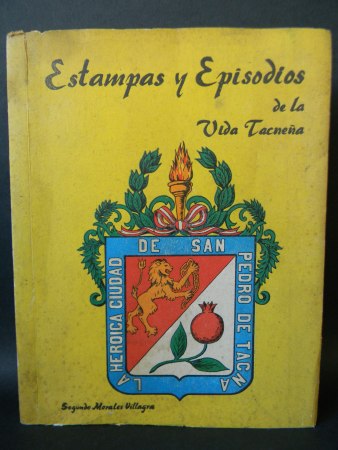 Estampas y Episodios
de la
Vida Tacneña
LA HEROICA CIUDAD DE SAN PEDRO DE TACNA
Segundo Morales Villagra